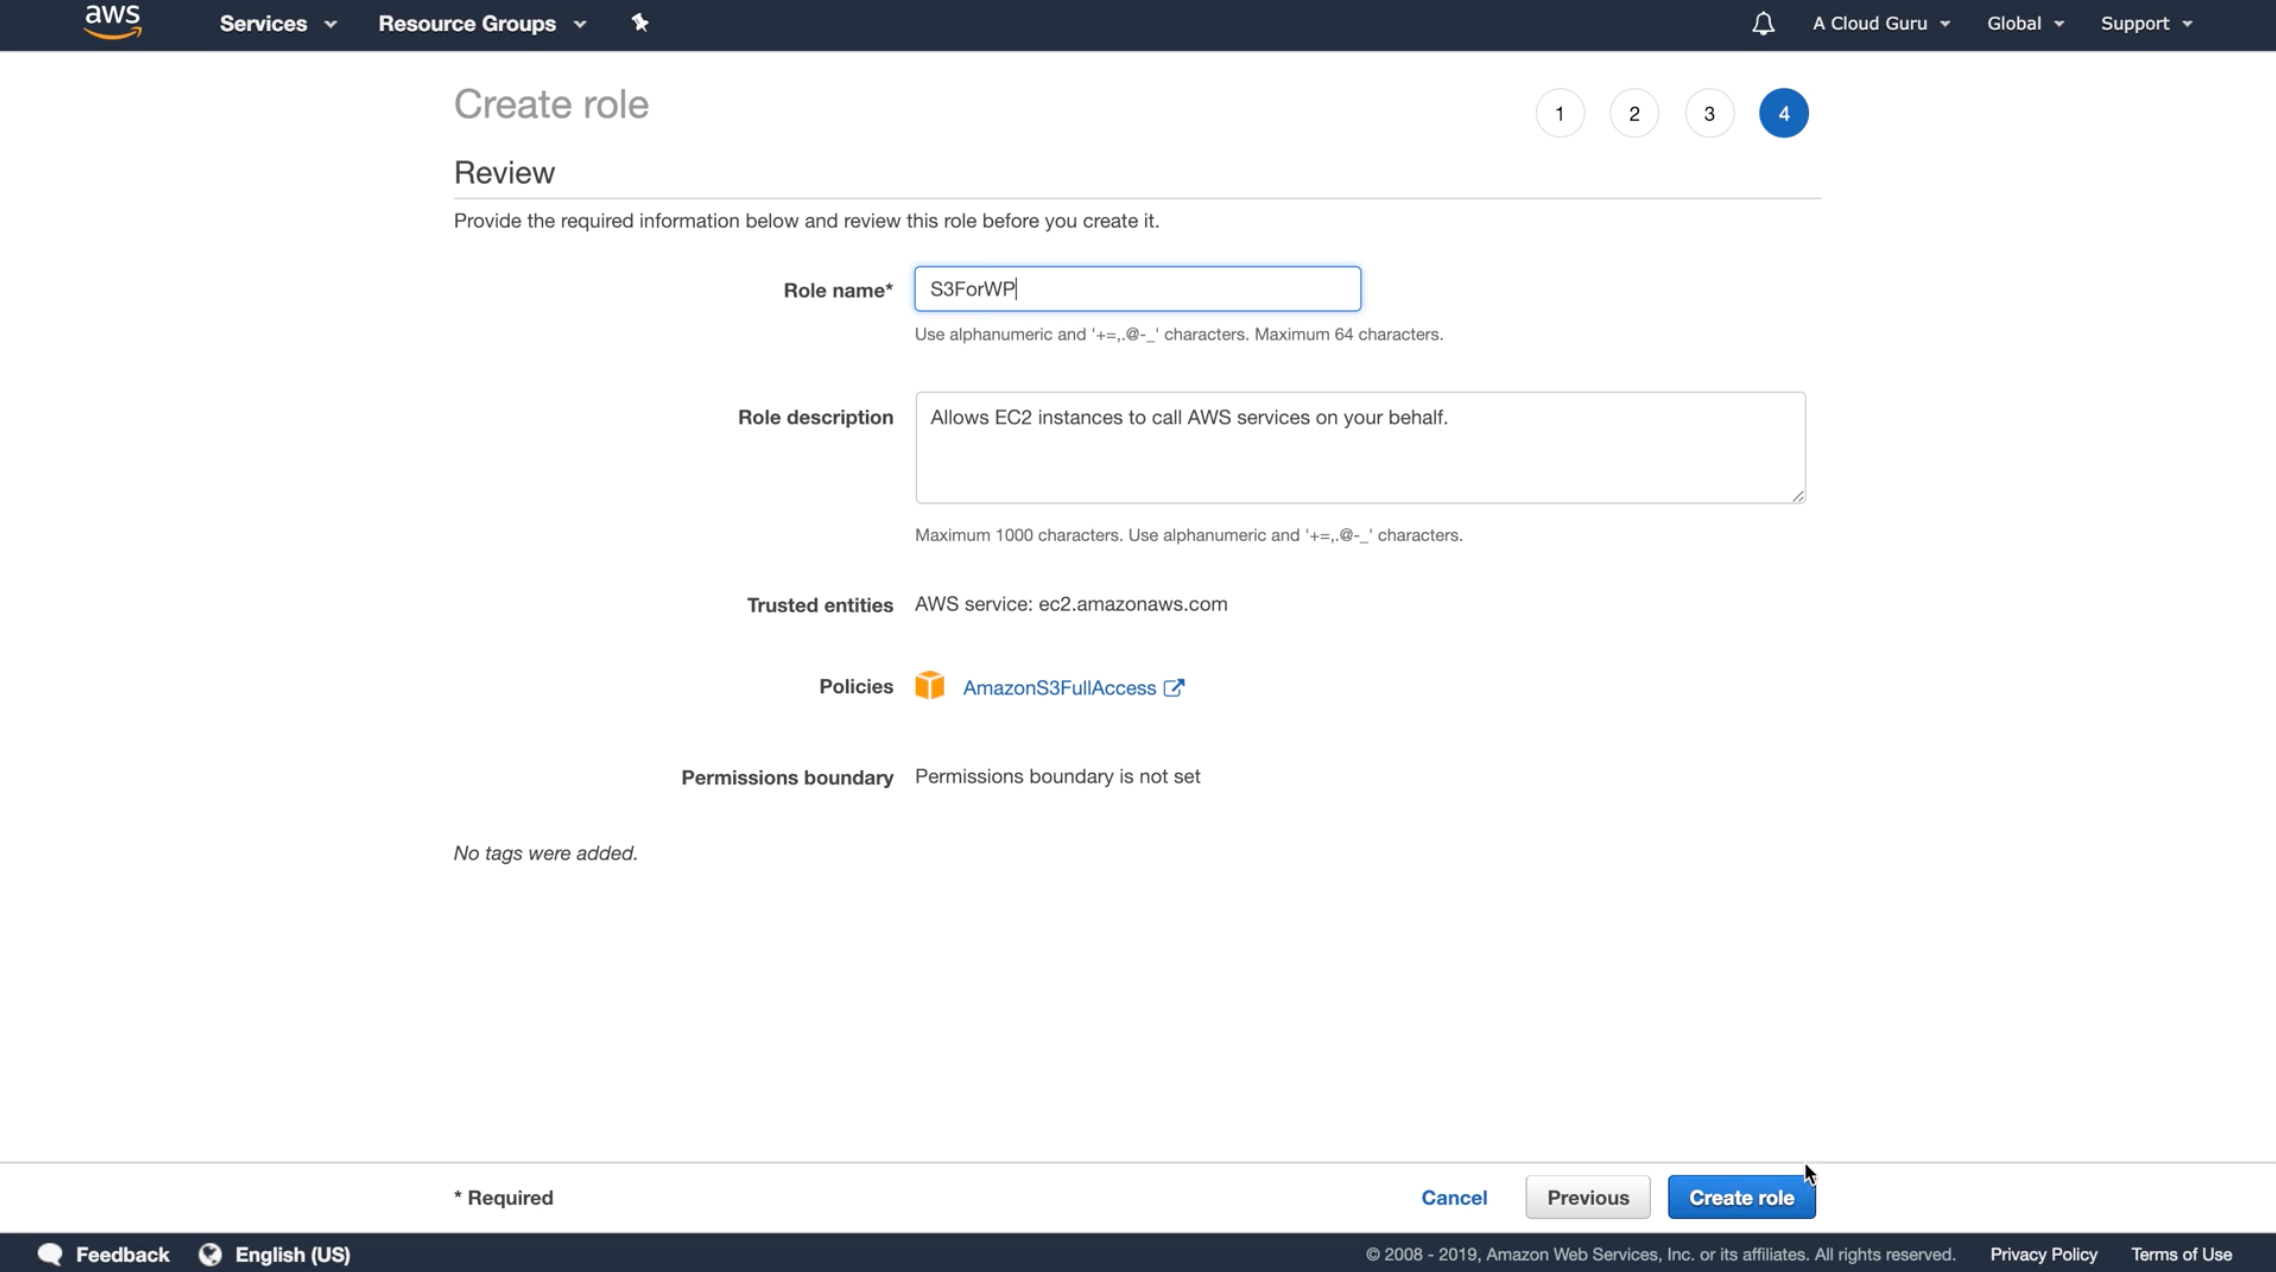 aws Services Resource Groups A Cloud Guru Global Support
Create role 1 2 3 4
Review
Provide the required information below and review this role before you create it.
Role name* S3ForWP
Use alphanumeric and '+=,.@-_' characters. Maximum 64 characters.
Role description Allows EC2 instances to call AWS services on your behalf.
Maximum 1000 characters. Use alphanumeric and '+=,.@-_' characters.
Trusted entities AWS service: ec2.amazonaws.com
Policies AmazonS3FullAccess
Permissions boundary Permissions boundary is not set
No tags were added.
* Required Cancel Previous Create role
Feedback English (US) © 2008 - 2019, Amazon Web Services, Inc. or its affiliates. All rights reserved. Privacy Policy Terms of Use